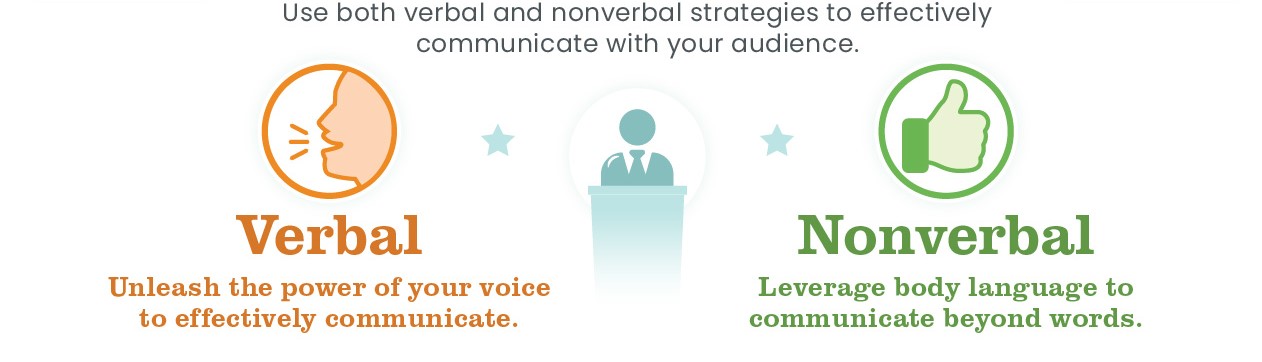 Use both verbal and nonverbal strategies to effectively
communicate with your audience.
Verbal
Unleash the power of your voice
to effectively communicate.
Nonverbal
Leverage body language to
communicate beyond words.